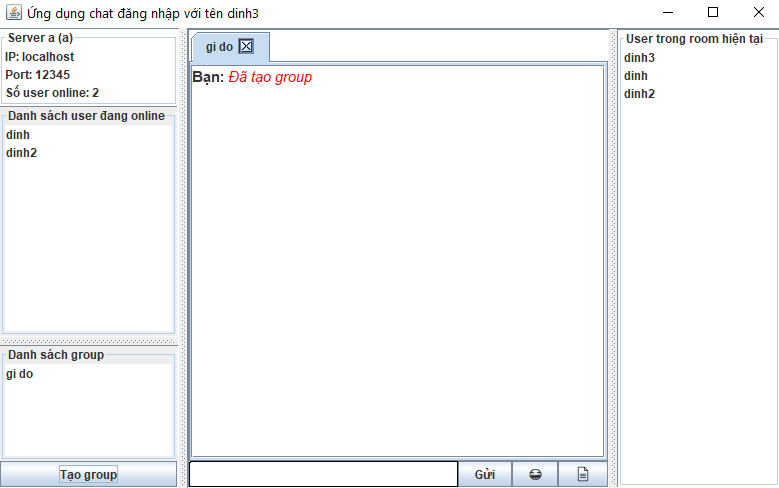 Ứng dụng chat đăng nhập với tên dinh3
Server a (a)
IP: localhost
Port: 12345
Số user online: 2
Danh sách user đang online
dinh
dinh2
Danh sách group
gi do
Tạo group
gi do
Bạn: Đã tạo group
Gửi
User trong room hiện tại
dinh3
dinh
dinh2